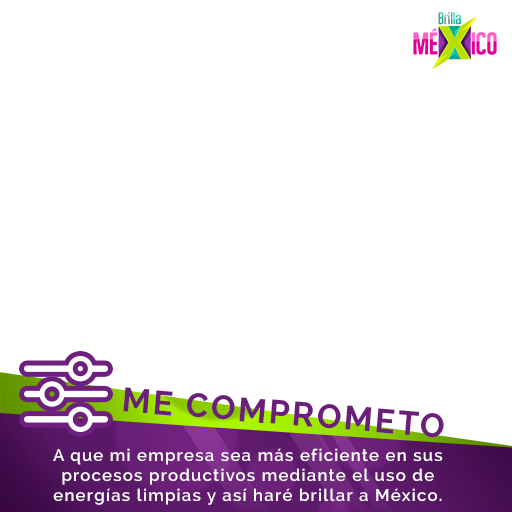 Brilla
MÉXICO
ME COMPROMETO
A que mi empresa sea más eficiente en sus
procesos productivos mediante el uso de
energías limpias y así haré brillar a México.